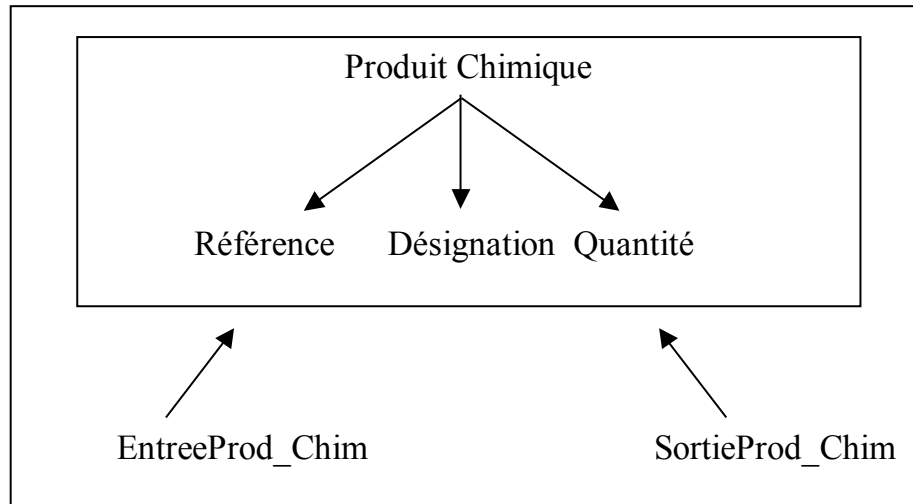 Produit Chimique
Référence Désignation Quantité
EntreeProd_Chim SortieProd_Chim